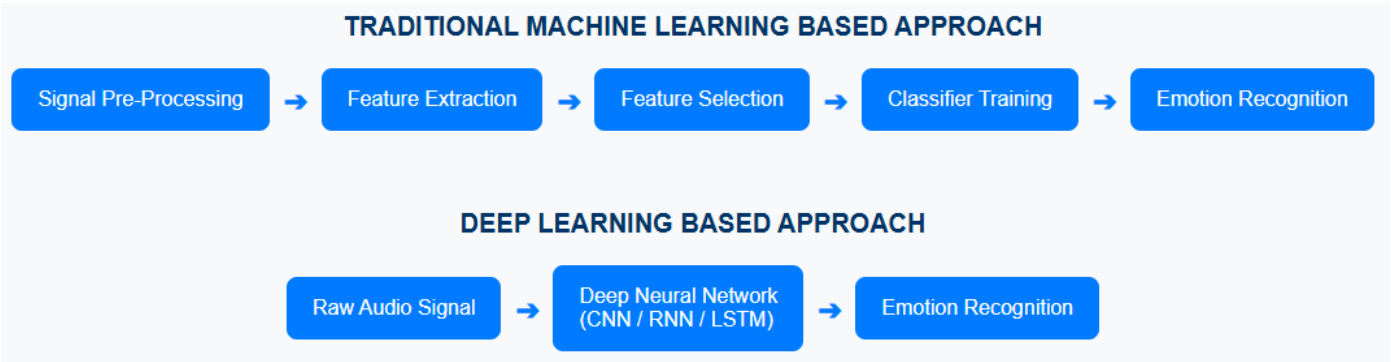 TRADITIONAL MACHINE LEARNING BASED APPROACH
Signal Pre-Processing ➔ Feature Extraction ➔ Feature Selection ➔ Classifier Training ➔ Emotion Recognition
DEEP LEARNING BASED APPROACH
Raw Audio Signal ➔ Deep Neural Network ➔ Emotion Recognition
(CNN / RNN / LSTM)